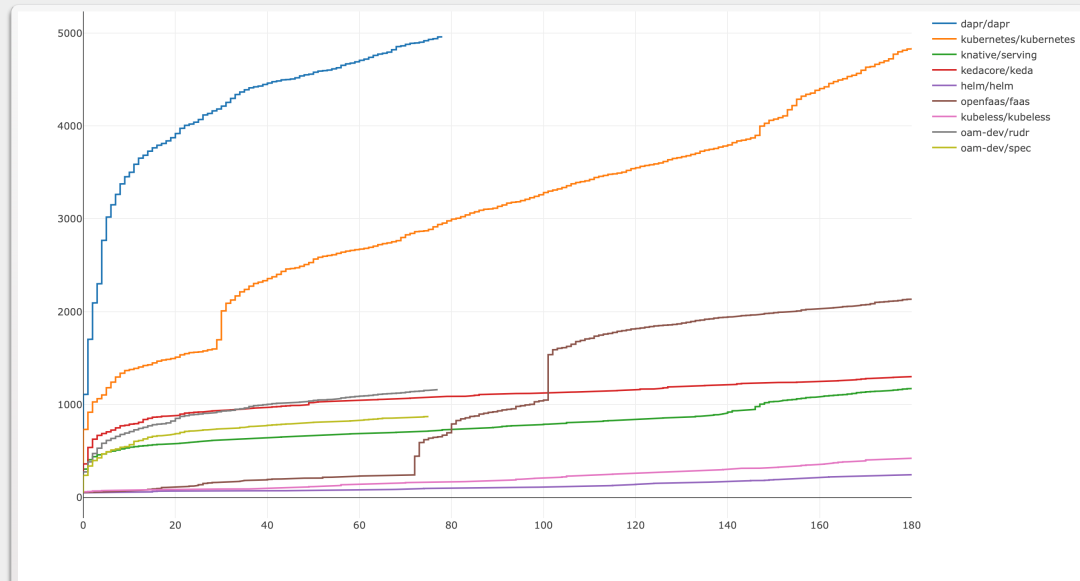 5000
4000
3000
2000
1000
0
0 20 40 60 80 100 120 140 160 180
dapr/dapr
kubernetes/kubernetes
knative/serving
kedacore/keda
helm/helm
openfaas/faas
kubeless/kubeless
oam-dev/rudr
oam-dev/spec